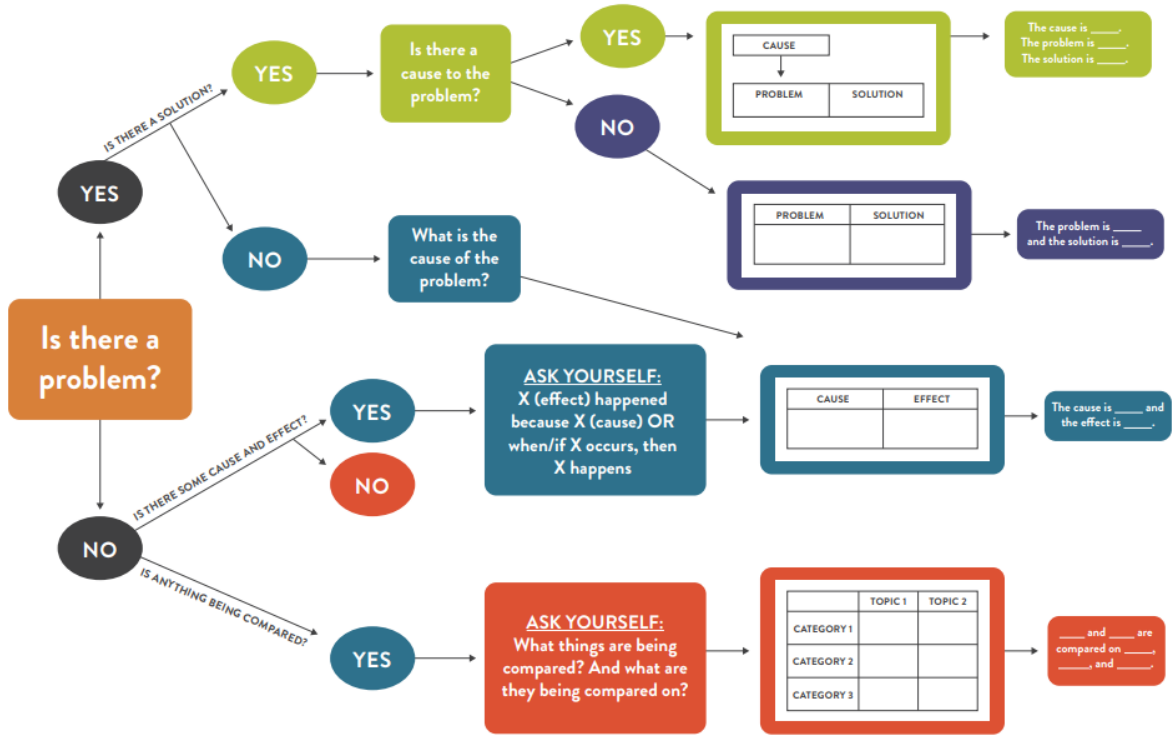 Is there a
problem?
YES
IS THERE A SOLUTION?
YES
Is there a
cause to the
problem?
YES
CAUSE
PROBLEM
SOLUTION
The cause is _____.
The problem is _____.
The solution is _____.
NO
PROBLEM
SOLUTION
The problem is _____
and the solution is _____.
NO
What is the
cause of the
problem?
NO
IS THERE SOME CAUSE AND EFFECT?
YES
ASK YOURSELF:
X (effect) happened
because X (cause) OR
when/if X occurs, then
X happens
CAUSE
EFFECT
The cause is _____ and
the effect is _____.
NO
IS ANYTHING BEING COMPARED?
YES
ASK YOURSELF:
What things are being
compared? And what are
they being compared on?
TOPIC 1
TOPIC 2
CATEGORY 1
CATEGORY 2
CATEGORY 3
_____ and _____ are
compared on _____,
_____, and _____.